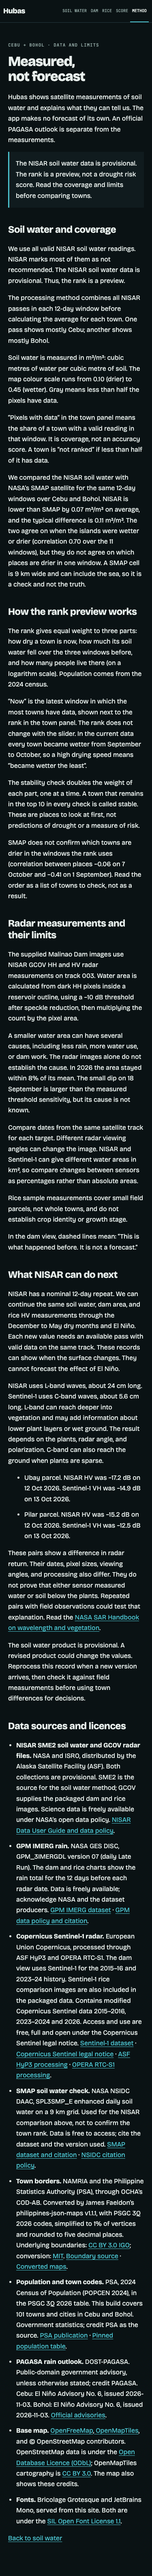 Hubas
SOIL WATER DAM RICE SCORE METHOD
CEBU + BOHOL · DATA AND LIMITS
Measured,
not forecast
Hubas shows satellite measurements of soil
water and explains what they can tell us. The
map makes no forecast of its own. An official
PAGASA outlook is separate from the
measurements.
The NISAR soil water data is provisional.
The rank is a preview, not a drought risk
score. Read the coverage and limits
before comparing towns.
Soil water and coverage
We use all valid NISAR soil water readings.
NISAR marks most of them as not
recommended. The NISAR soil water data is
provisional. Thus, the rank is a preview.
The processing method combines all NISAR
passes in each 12-day window before
calculating the average for each town. One
pass shows mostly Cebu; another shows
mostly Bohol.
Soil water is measured in m³/m³: cubic
metres of water per cubic metre of soil. The
map colour scale runs from 0.10 (drier) to
0.45 (wetter). Gray means less than half the
pixels have data.
"Pixels with data" in the town panel means
the share of a town with a valid reading in
that window. It is coverage, not an accuracy
score. A town is "not ranked" if less than half
of it has data.
We compared the NISAR soil water with
NASA's SMAP satellite for the same 12-day
windows over Cebu and Bohol. NISAR is
lower than SMAP by 0.07 m³/m³ on average,
and the typical difference is 0.11 m³/m³. The
two agree on when the islands were wetter
or drier (correlation 0.70 over the 11
windows), but they do not agree on which
places are drier in one window. A SMAP cell
is 9 km wide and can include the sea, so it is
a check and not the truth.
How the rank preview works
The rank gives equal weight to three parts:
how dry a town is now, how much its soil
water fell over the three windows before,
and how many people live there (on a
logarithm scale). Population comes from the
2024 census.
"Now" is the latest window in which the
most towns have data, shown next to the
rank in the town panel. The rank does not
change with the slider. In the current data
every town became wetter from September
to October, so a high drying speed means
"became wetter the least".
The stability check doubles the weight of
each part, one at a time. A town that remains
in the top 10 in every check is called stable.
These are places to look at first, not
predictions of drought or a measure of risk.
SMAP does not confirm which towns are
drier in the windows the rank uses
(correlation between places −0.06 on 7
October and −0.41 on 1 September). Read the
order as a list of towns to check, not as a
result.
Radar measurements and
their limits
The supplied Malinao Dam images use
NISAR GCOV HH and HV radar
measurements on track 003. Water area is
calculated from dark HH pixels inside a
reservoir outline, using a −10 dB threshold
after speckle reduction, then multiplying the
count by the pixel area.
A smaller water area can have several
causes, including less rain, more water use,
or dam work. The radar images alone do not
establish the cause. In 2026 the area stayed
within 8% of its mean. The small dip on 18
September is larger than the measured
threshold sensitivity, but its cause is not
known.
Compare dates from the same satellite track
for each target. Different radar viewing
angles can change the image. NISAR and
Sentinel-1 can give different water areas in
km², so compare changes between sensors
as percentages rather than absolute areas.
Rice sample measurements cover small field
parcels, not whole towns, and do not
establish crop identity or growth stage.
In the dam view, dashed lines mean: "This is
what happened before. It is not a forecast."
What NISAR can do next
NISAR has a nominal 12-day repeat. We can
continue the same soil water, dam area, and
rice HV measurements through the
December to May dry months and El Niño.
Each new value needs an available pass with
valid data on the town. These records can
show when the surface changes. They
cannot forecast the effect of El Niño.
NISAR uses L-band waves, about 24 cm long.
Sentinel-1 uses C-band waves, about 5.6 cm
long. L-band can reach deeper into
vegetation and may add information about
lower plant layers or wet ground. The result
depends on the plants, radar angle, and
polarization. C-band can also reach the
ground when plants are sparse.
• Ubay parcel. NISAR HV was −17.2 dB on
12 Oct 2026. Sentinel-1 VH was −14.9 dB
on 13 Oct 2026.
• Pilar parcel. NISAR HV was −15.2 dB on
12 Oct 2026. Sentinel-1 VH was −12.5 dB
on 13 Oct 2026.
These pairs show a difference in radar
return. Their dates, pixel sizes, viewing
angles, and processing also differ. They do
not prove that either sensor measured
water or soil below the plants. Repeated
pairs with field observations could test that
explanation. Read the NASA SAR Handbook
on wavelength and vegetation.
The soil water product is provisional. A
revised product could change the values.
Reprocess this record when a new version
is available, then check it against field
measurements before using town
differences for decisions.
Data sources and licences
• NISAR SME2 soil water and GCOV radar
files. NASA and ISRO, distributed by the
Alaska Satellite Facility (ASF). Both
collections are provisional. SME2 is the
source for the soil water method; GCOV
supplies the packaged dam and rice
images. Science data is freely available
under NASA's open data policy. NISAR
Data User Guide and data policy.
• GPM IMERG rain. NASA GES DISC,
GPM_3IMERGDL version 07 (daily Late
Run). The dam and rice charts show the
rain total for the 12 days before each
radar date. Data is freely available;
acknowledge NASA and the dataset
producers. GPM IMERG dataset · GPM
data policy and citation.
• Copernicus Sentinel-1 radar. European
Union Copernicus, processed through
ASF HyP3 and OPERA RTC-S1. The dam
view uses Sentinel-1 for the 2015–16 and
2023–24 history. Sentinel-1 rice
comparison images are also included in
the packaged data. Contains modified
Copernicus Sentinel data 2015–2016,
2023–2024 and 2026. Access and use are
free, full and open under the Copernicus
Sentinel legal notice. Sentinel-1 dataset ·
Copernicus Sentinel legal notice · ASF
HyP3 processing · OPERA RTC-S1
processing.
• SMAP soil water check. NASA NSIDC
DAAC, SPL3SMP_E enhanced daily soil
water on a 9 km grid. Used for the NISAR
comparison above, not to confirm the
town rank. Data is free to access; cite the
dataset and the version used. SMAP
dataset and citation · NSIDC citation
policy.
• Town borders. NAMRIA and the Philippine
Statistics Authority (PSA), through OCHA's
COD-AB. Converted by James Faeldon's
philippines-json-maps v1.1.1, with PSGC 3Q
2026 codes, simplified to 1% of vertices
and rounded to five decimal places.
Underlying boundaries: CC BY 3.0 IGO;
conversion: MIT. Boundary source ·
Converted maps.
• Population and town codes. PSA, 2024
Census of Population (POPCEN 2024), in
the PSGC 3Q 2026 table. This build covers
101 towns and cities in Cebu and Bohol.
Government statistics; credit PSA as the
source. PSA publication · Pinned
population table.
• PAGASA rain outlook. DOST-PAGASA.
Public-domain government advisory,
unless otherwise stated; credit PAGASA.
Cebu: El Niño Advisory No. 6, issued 2026-
11-03. Bohol: El Niño Advisory No. 6, issued
2026-11-03. Official advisories.
• Base map. OpenFreeMap, OpenMapTiles,
and © OpenStreetMap contributors.
OpenStreetMap data is under the Open
Database Licence (ODbL); OpenMapTiles
cartography is CC BY 3.0. The map also
shows these credits.
• Fonts. Bricolage Grotesque and JetBrains
Mono, served from this site. Both are
under the SIL Open Font License 1.1.
Back to soil water